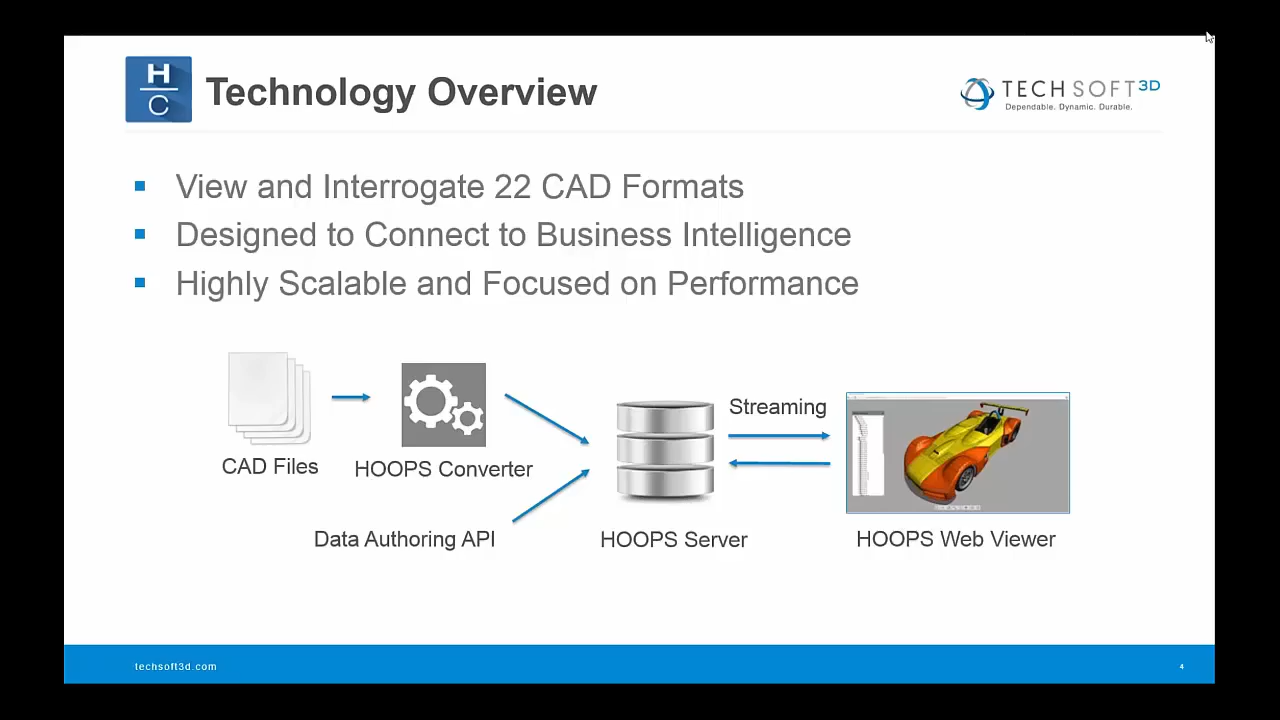 H
C
Technology Overview
TECH SOFT 3D
Dependable. Dynamic. Durable.
View and Interrogate 22 CAD Formats
Designed to Connect to Business Intelligence
Highly Scalable and Focused on Performance
Streaming
CAD Files
HOOPS Converter
Data Authoring API
HOOPS Server
HOOPS Web Viewer
techsoft3d.com
4